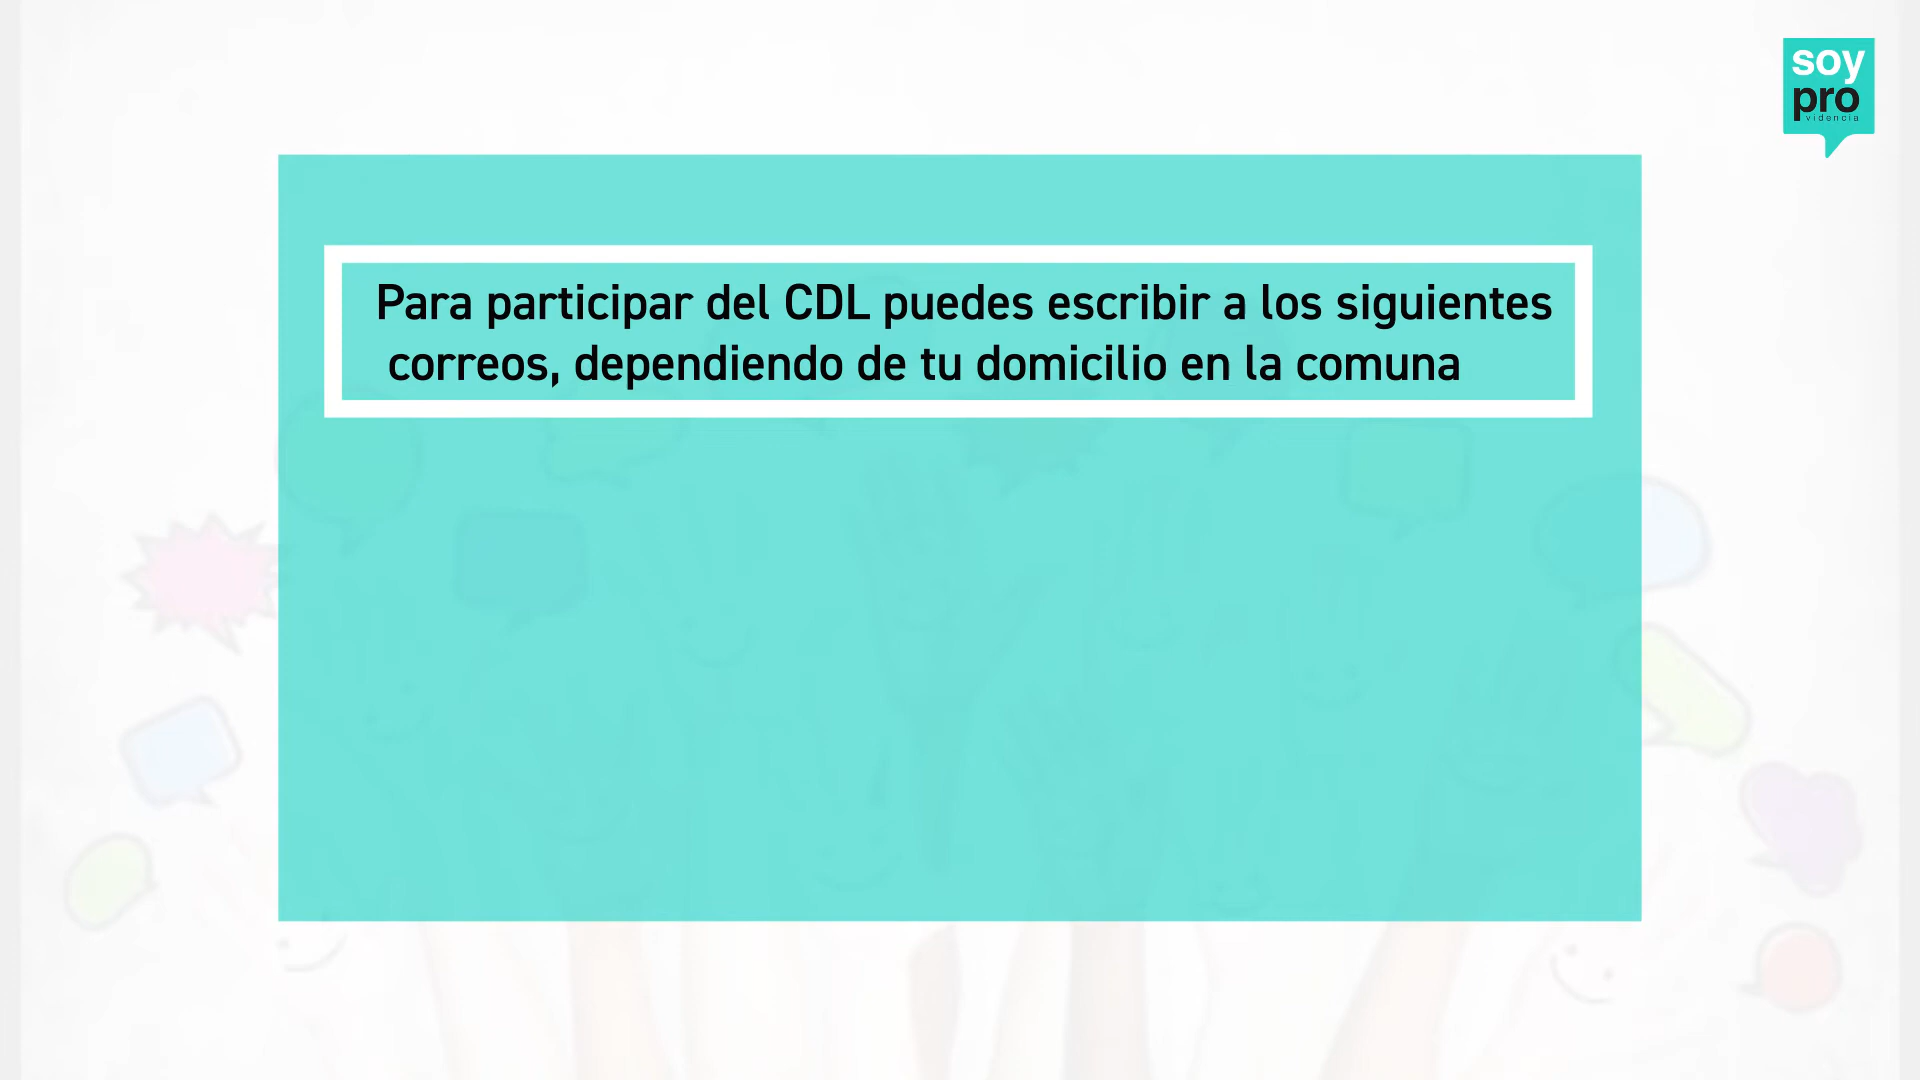 soy
pro
videncia
Para participar del CDL puedes escribir a los siguientes
correos, dependiendo de tu domicilio en la comuna